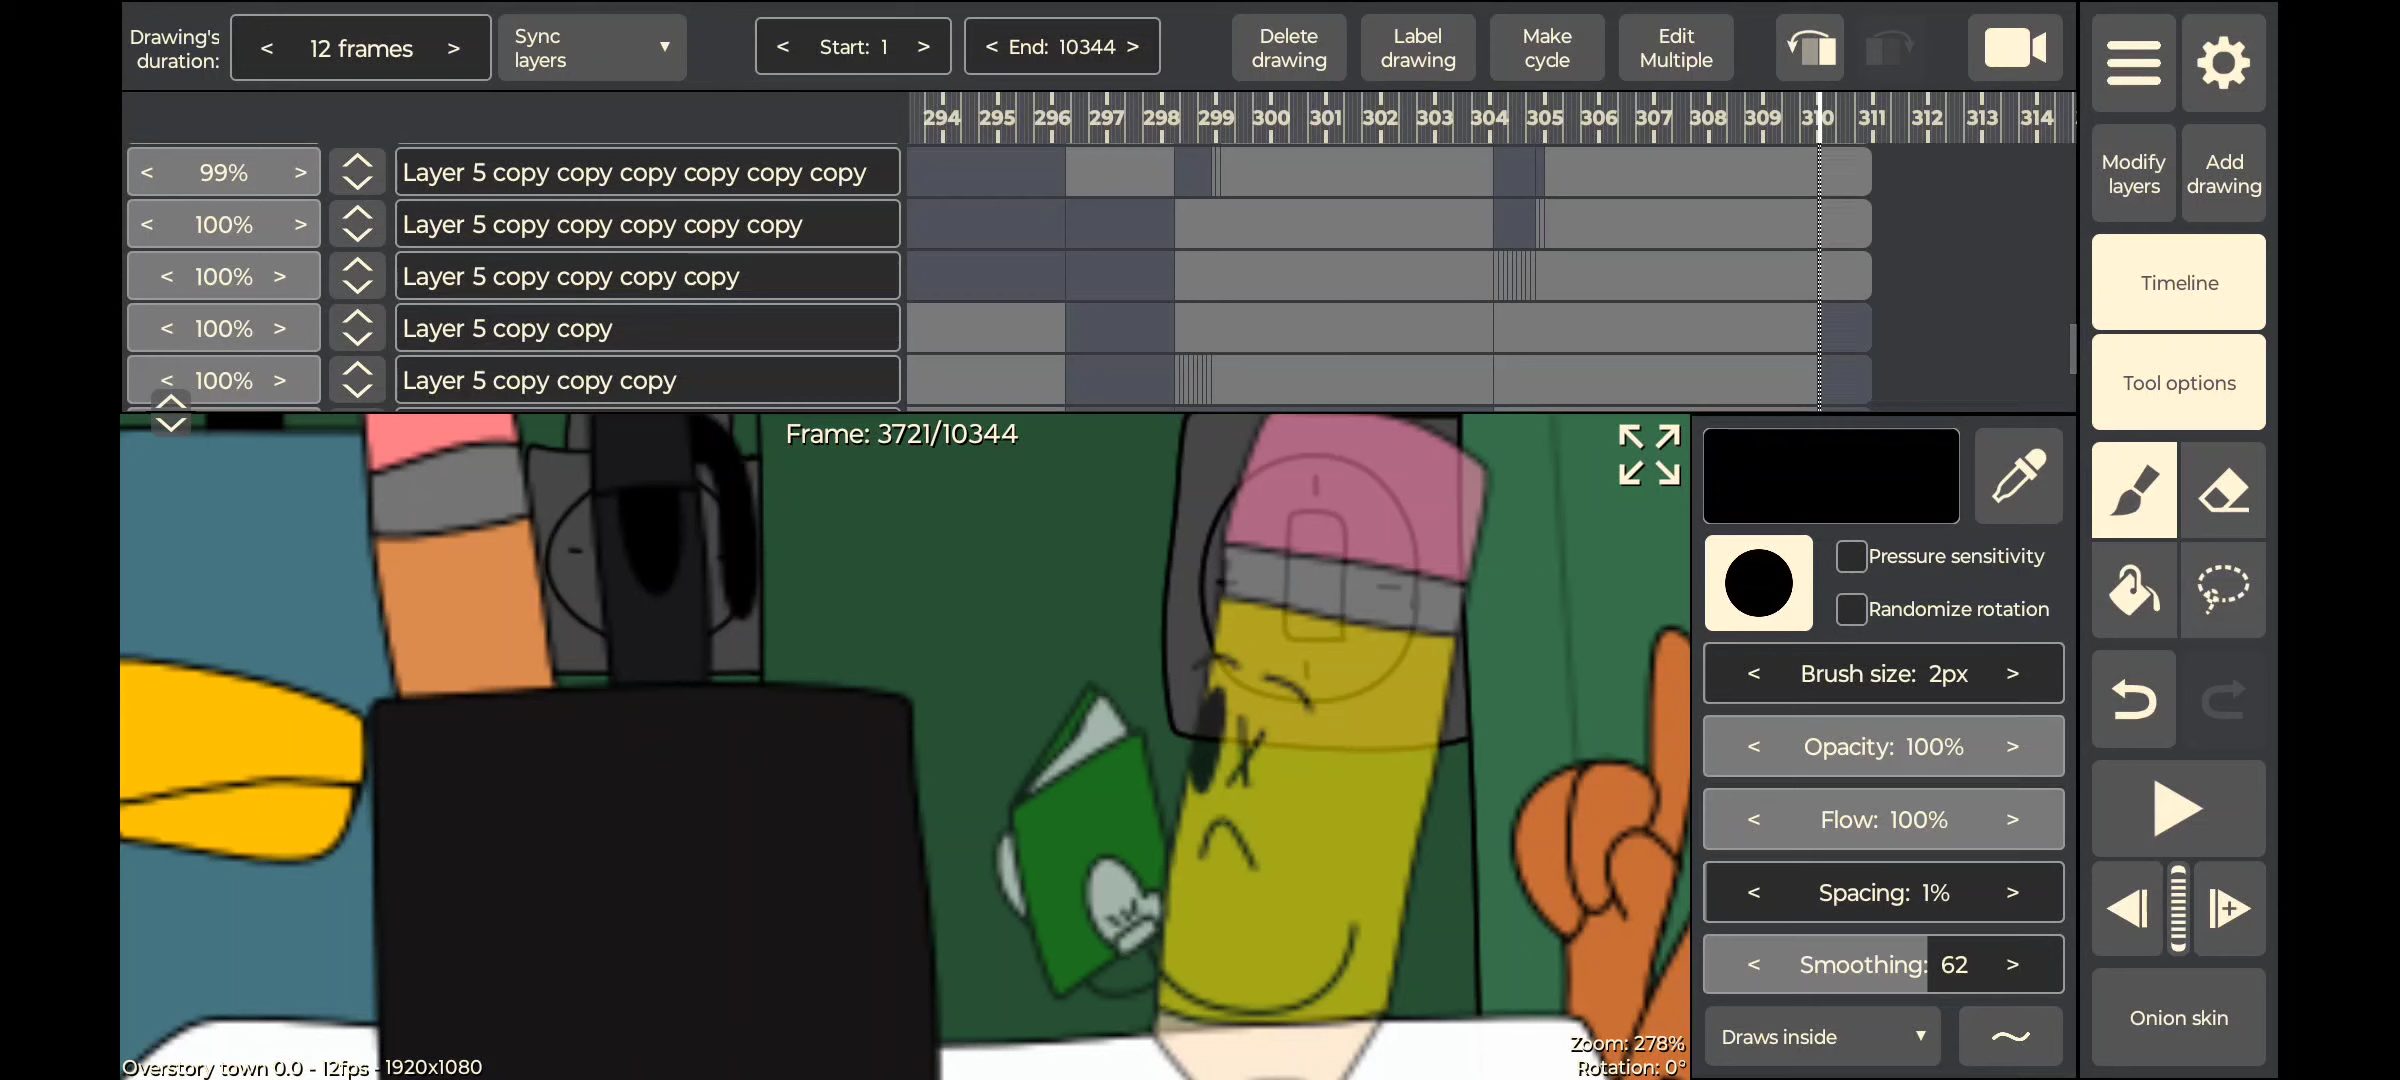 Drawing's duration:
< 12 frames >
Sync layers ▼
< Start: 1 >
< End: 10344 >
Delete drawing
Label drawing
Make cycle
Edit Multiple
294 295 296 297 298 299 300 301 302 303 304 305 306 307 308 309 310 311 312 313 314
< 99% > Layer 5 copy copy copy copy copy copy
< 100% > Layer 5 copy copy copy copy copy
< 100% > Layer 5 copy copy copy copy
< 100% > Layer 5 copy copy
< 100% > Layer 5 copy copy copy
Modify layers
Add drawing
Timeline
Tool options
Frame: 3721/10344
Pressure sensitivity
Randomize rotation
< Brush size: 2px >
< Opacity: 100% >
< Flow: 100% >
< Spacing: 1% >
< Smoothing: 62 >
Draws inside ▼
Onion skin
Zoom: 278%
Rotation: 0°
Overstory town 0.0 - 12fps - 1920x1080